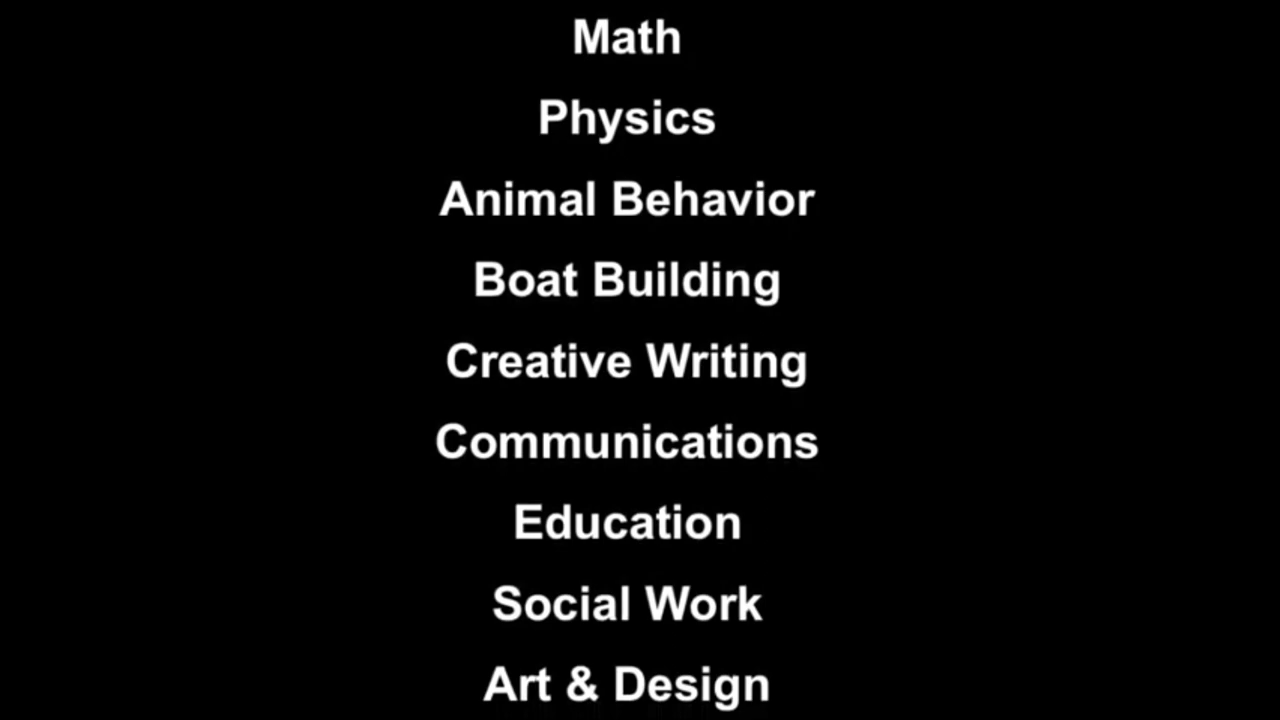 Math
Physics
Animal Behavior
Boat Building
Creative Writing
Communications
Education
Social Work
Art & Design